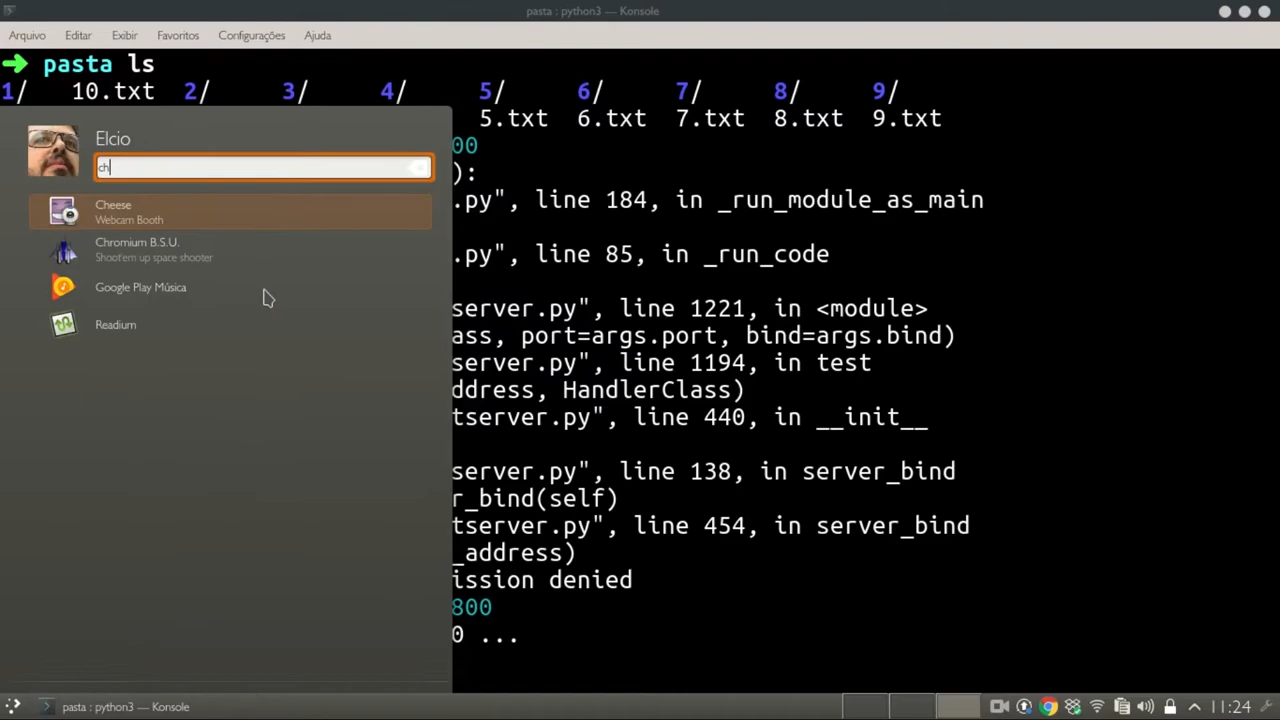 pasta : python3 — Konsole
Arquivo Editar Exibir Favoritos Configurações Ajuda
➜ pasta ls
1/ 10.txt 2/ 3/ 4/ 5/ 6/ 7/ 8/ 9/
5.txt 6.txt 7.txt 8.txt 9.txt
Elcio
00
ch
):
.py", line 184, in _run_module_as_main
Cheese
Webcam Booth
Chromium B.S.U.
Shoot'em up space shooter
.py", line 85, in _run_code
Google Play Música
server.py", line 1221, in <module>
Readium
ass, port=args.port, bind=args.bind)
server.py", line 1194, in test
ddress, HandlerClass)
tserver.py", line 440, in __init__
server.py", line 138, in server_bind
r_bind(self)
tserver.py", line 454, in server_bind
_address)
ission denied
800
0 ...
pasta : python3 — Konsole
11:24